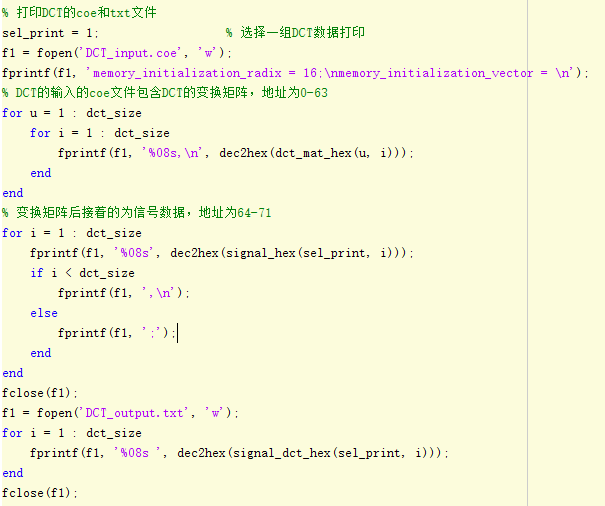 % 打印DCT的coe和txt文件
sel_print = 1;                  % 选择一组DCT数据打印
f1 = fopen('DCT_input.coe', 'w');
fprintf(f1, 'memory_initialization_radix = 16;\nmemory_initialization_vector = \n');
% DCT的输入的coe文件包含DCT的变换矩阵，地址为0-63
for u = 1 : dct_size
    for i = 1 : dct_size
        fprintf(f1, '%08s,\n', dec2hex(dct_mat_hex(u, i)));
    end
end
% 变换矩阵后接着的为信号数据，地址为64-71
for i = 1 : dct_size
    fprintf(f1, '%08s', dec2hex(signal_hex(sel_print, i)));
    if i < dct_size
        fprintf(f1, ',\n');
    else
        fprintf(f1, ';');
    end
end
fclose(f1);
f1 = fopen('DCT_output.txt', 'w');
for i = 1 : dct_size
    fprintf(f1, '%08s ', dec2hex(signal_dct_hex(sel_print, i)));
end
fclose(f1);